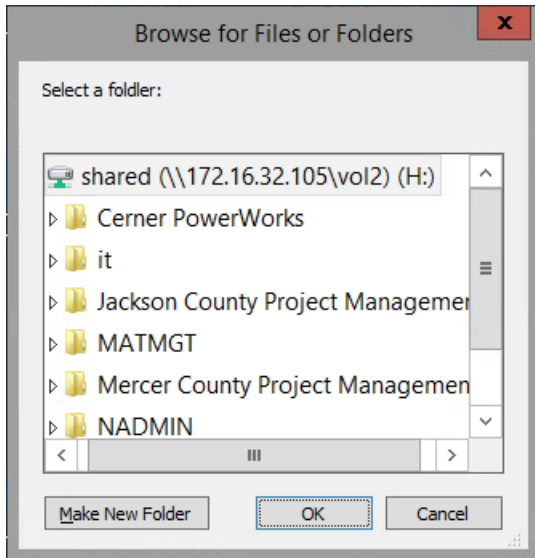 Browse for Files or Folders
x
Select a foldler:
shared (\\172.16.32.105\vol2) (H:)
Cerner PowerWorks
it
Jackson County Project Managemer
MATMGT
Mercer County Project Managemen
NADMIN
Make New Folder
OK
Cancel